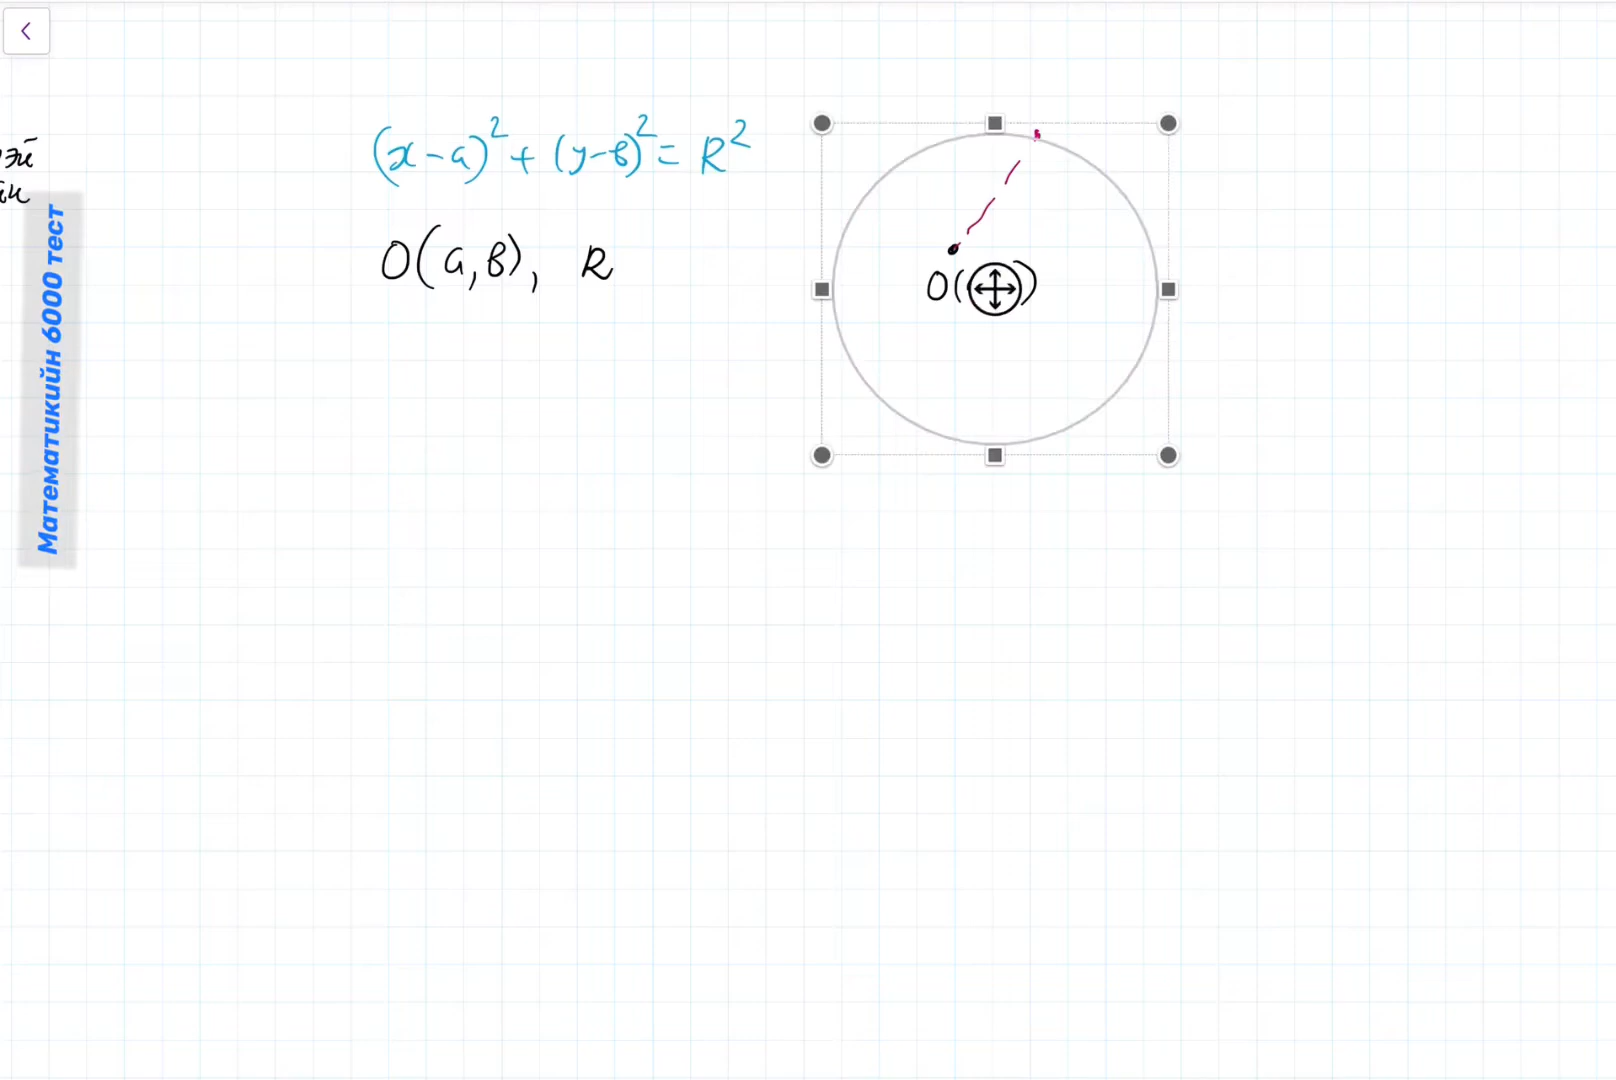 (x-a)² + (y-в)² = R²
O(a,в), R
O( )
Математикийн 6000 тест